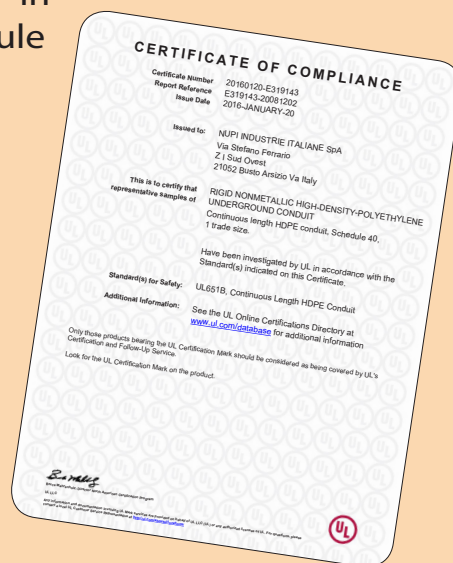 in
ule
CERTIFICATE OF COMPLIANCE
Certificate Number 20160120-E319143
Report Reference E319143-20081202
Issue Date 2016-JANUARY-20
Issued to: NUPI INDUSTRIE ITALIANE SpA
Via Stefano Ferrario
Z I Sud Ovest
21052 Busto Arsizio Va Italy
This is to certify that RIGID NONMETALLIC HIGH-DENSITY-POLYETHYLENE
representative samples of UNDERGROUND CONDUIT
Continuous length HDPE conduit, Schedule 40,
1 trade size.
Have been investigated by UL in accordance with the
Standard(s) indicated on this Certificate.
Standard(s) for Safety: UL651B, Continuous Length HDPE Conduit
Additional Information: See the UL Online Certifications Directory at
www.ul.com/database for additional information
Only those products bearing the UL Certification Mark should be considered as being covered by UL's
Certification and Follow-Up Service.
Look for the UL Certification Mark on the product.
UL LLC
UL